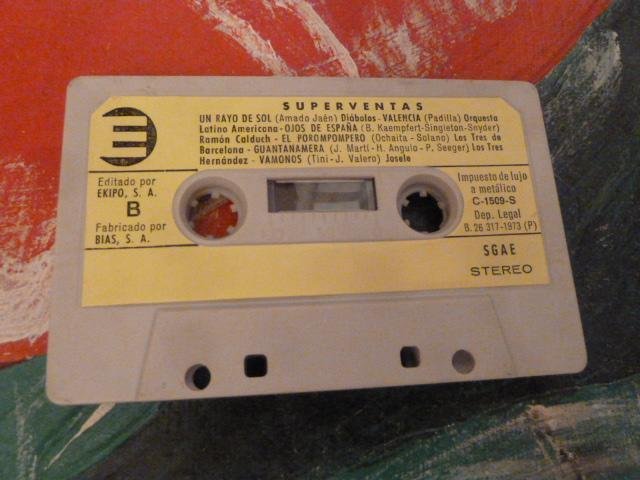 SUPERVENTAS
UN RAYO DE SOL (Amado Jaén) Diábolos - VALENCIA (Padilla) Orquesta
Latino Americana - OJOS DE ESPAÑA (B. Kaempfert-Singleton-Snyder)
Ramón Calduch - EL POROMPOMPERO (Ochaita - Solano) Los Tres de
Barcelona - GUANTANAMERA (J. Martí - H. Angulo - P. Seeger) Los Tres
Hernández - VAMONOS (Tini - J. Valero) Josele
Editado por
EKIPO, S. A.
B
Fabricado por
BIAS, S. A.
Impuesto de lujo
a metálico
C-1509-S
Dep. Legal
B. 26 317-1973 (P)
SGAE
STEREO